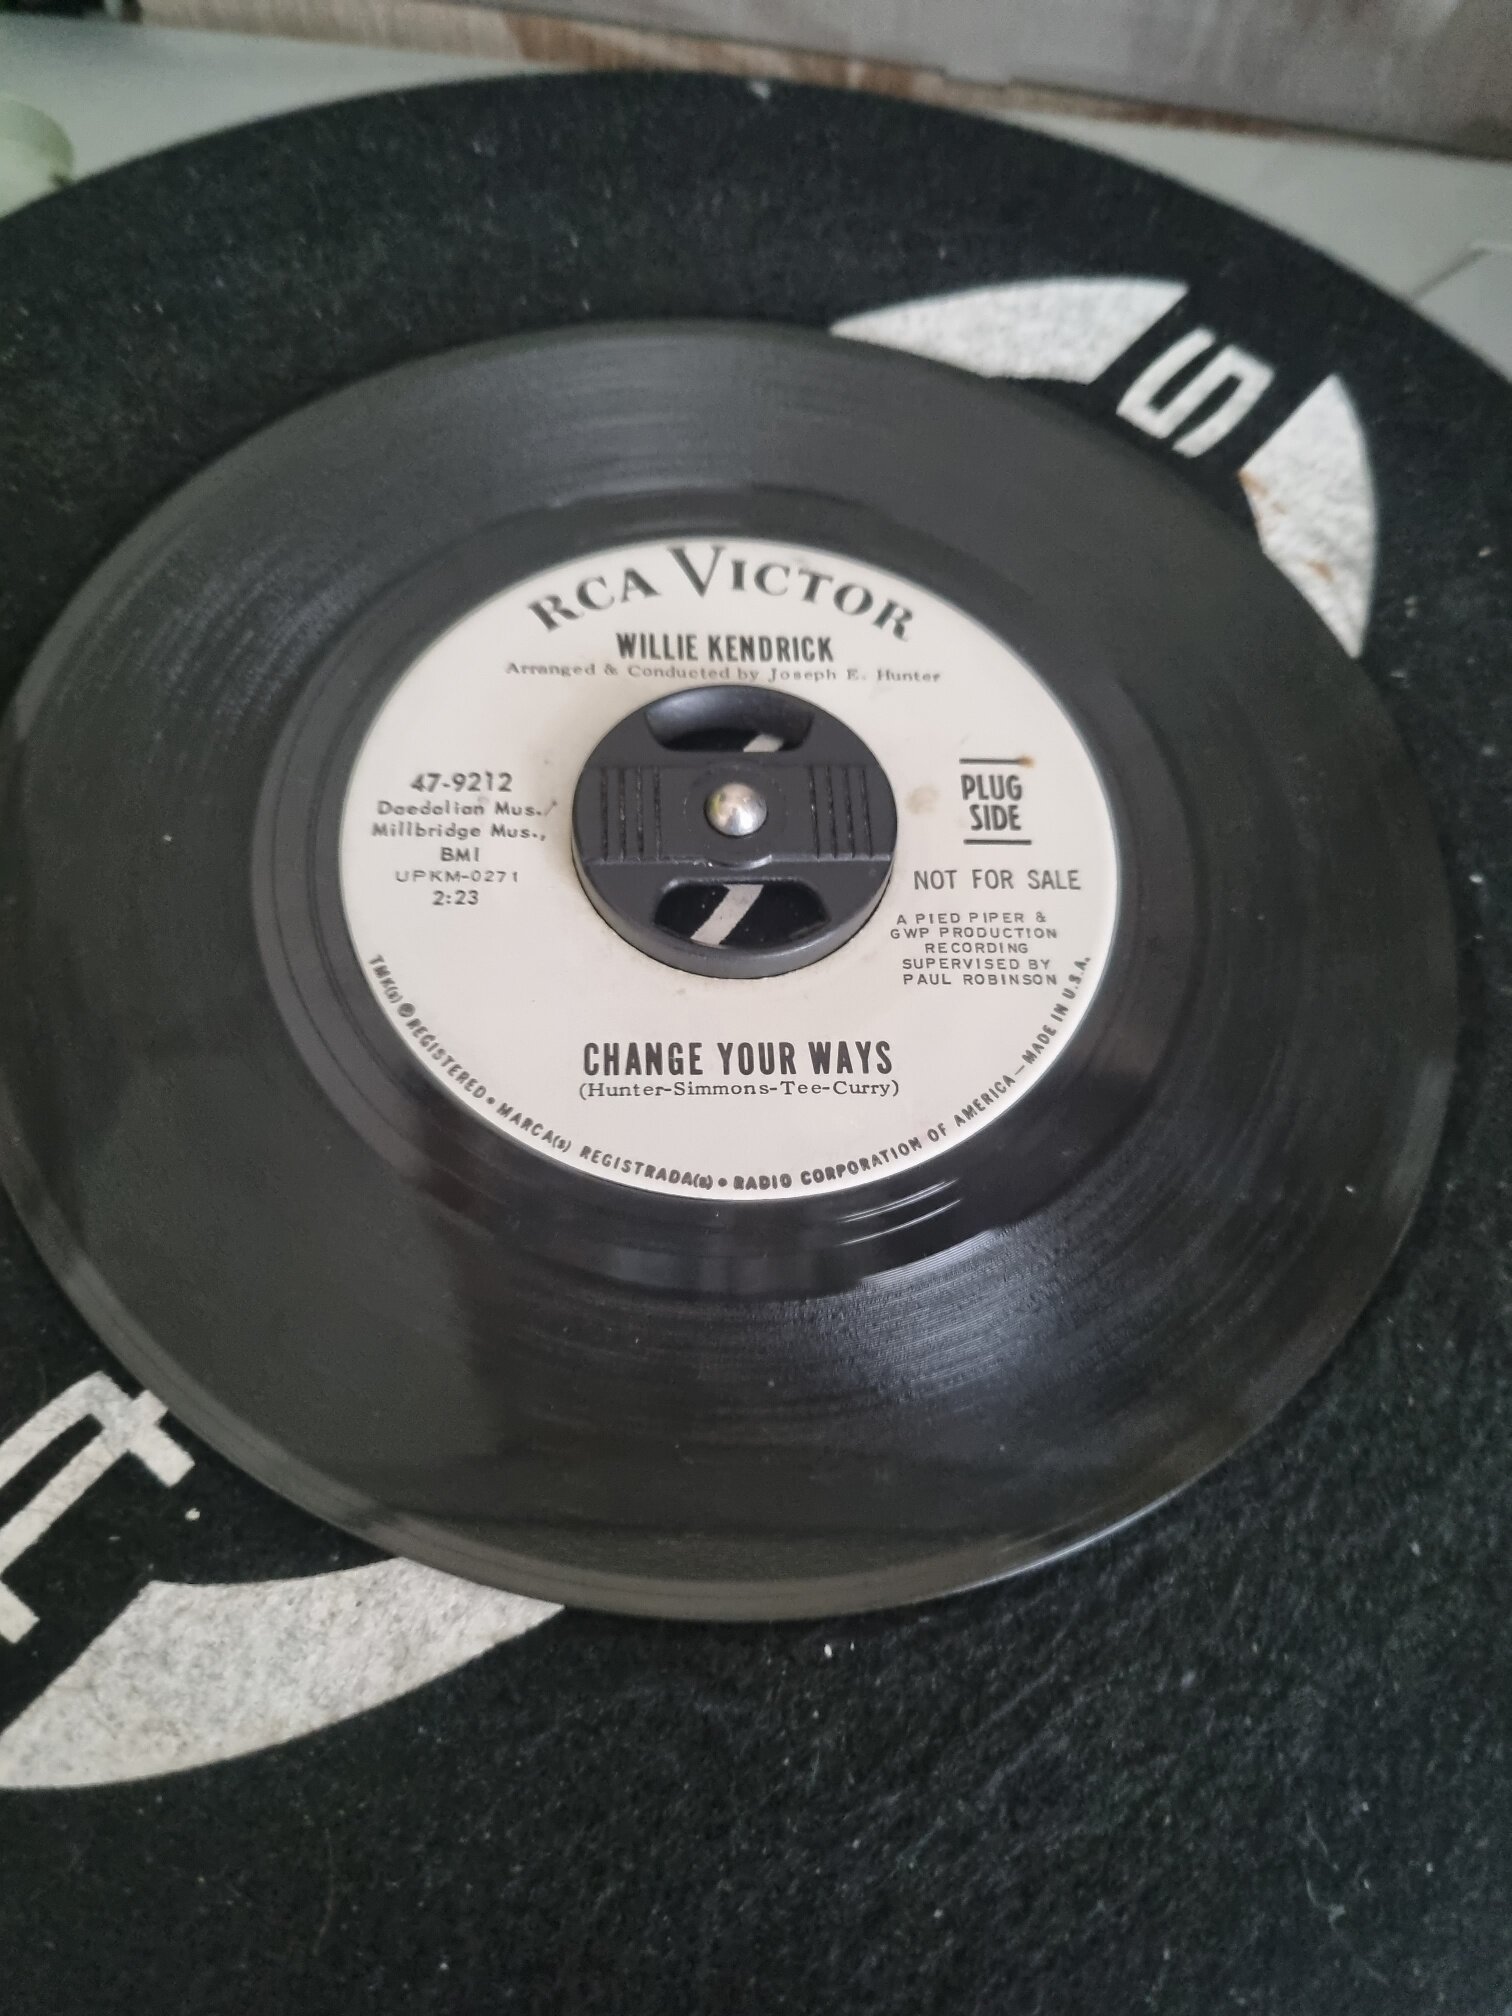 RCA VICTOR
WILLIE KENDRICK
Arranged & Conducted by Joseph E. Hunter
47-9212
Daedalian Mus./
Millbridge Mus.,
BMI
UPKM-0271
2:23
PLUG
SIDE
NOT FOR SALE
A PIED PIPER &
GWP PRODUCTION
RECORDING
SUPERVISED BY
PAUL ROBINSON
CHANGE YOUR WAYS
(Hunter-Simmons-Tee-Curry)
TMK(s) ® REGISTERED • MARCA(s) REGISTRADA(s) • RADIO CORPORATION OF AMERICA — MADE IN U.S.A.
S